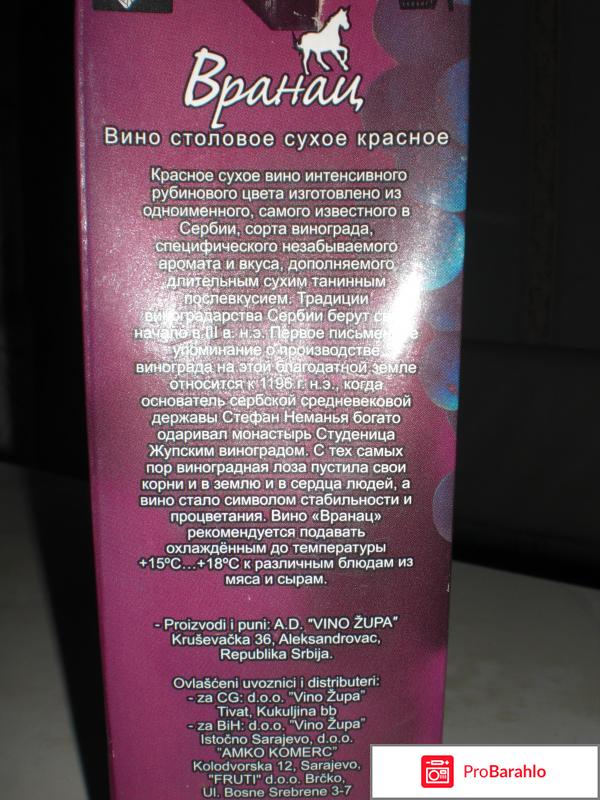 Вранац
Вино столовое сухое красное
Красное сухое вино интенсивного
рубинового цвета изготовлено из
одноименного, самого известного в
Сербии, сорта винограда,
специфического незабываемого
аромата и вкуса, дополняемого
длительным сухим танинным
послевкусием. Традиции
виноградарства Сербии берут
начало в III в. н.э. Первое
упоминание о производстве
винограда на этой благодатной земле
относится к 1196 г. н.э., когда
основатель сербской средневековой
державы Стефан Неманья богато
одаривал монастырь Студеница
Жупским виноградом. С тех самых
пор виноградная лоза пустила свои
корни и в землю и в сердца людей, а
вино стало символом стабильности и
процветания. Вино «Вранац»
рекомендуется подавать
охлаждённым до температуры
+15ºС...+18ºС к различным блюдам из
мяса и сырам.
- Proizvodi i puni: A.D. "VINO ŽUPA"
Kruševačka 36, Aleksandrovac,
Republika Srbija.
Ovlašćeni uvoznici i distributeri:
- za CG: d.o.o. "Vino Župa"
Tivat, Kukuljina bb
- za BiH: d.o.o. "Vino Župa"
Istočno Sarajevo, d.o.o.
"AMKO KOMERC"
Kolodvorska 12, Sarajevo,
"FRUTI" d.o.o. Brčko,
Ul. Bosne Srebrene 3-7
ProBarahlo